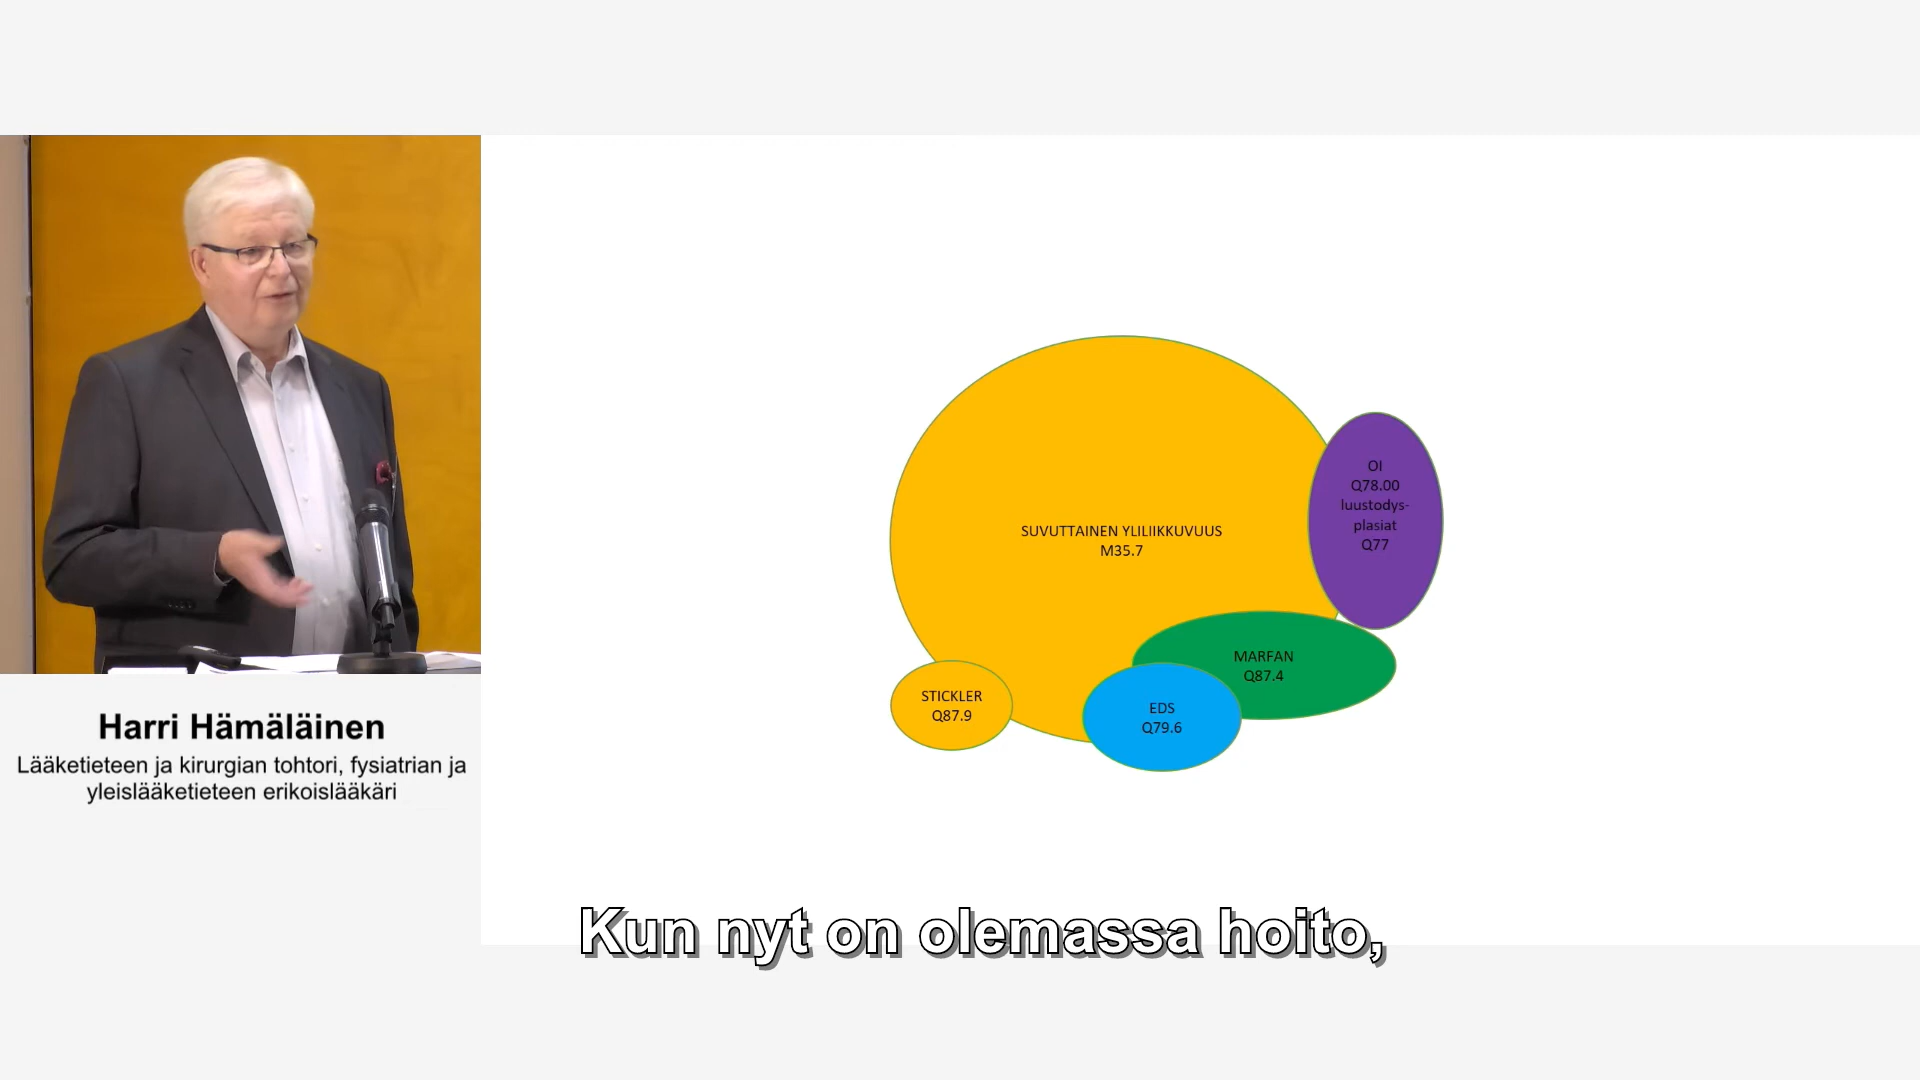 Harri Hämäläinen
Lääketieteen ja kirurgian tohtori, fysiatrian ja
yleislääketieteen erikoislääkäri
SUVUTTAINEN YLILIIKKUVUUS
M35.7
OI
Q78.00
luustodys-
plasiat
Q77
MARFAN
Q87.4
STICKLER
Q87.9
EDS
Q79.6
Kun nyt on olemassa hoito,